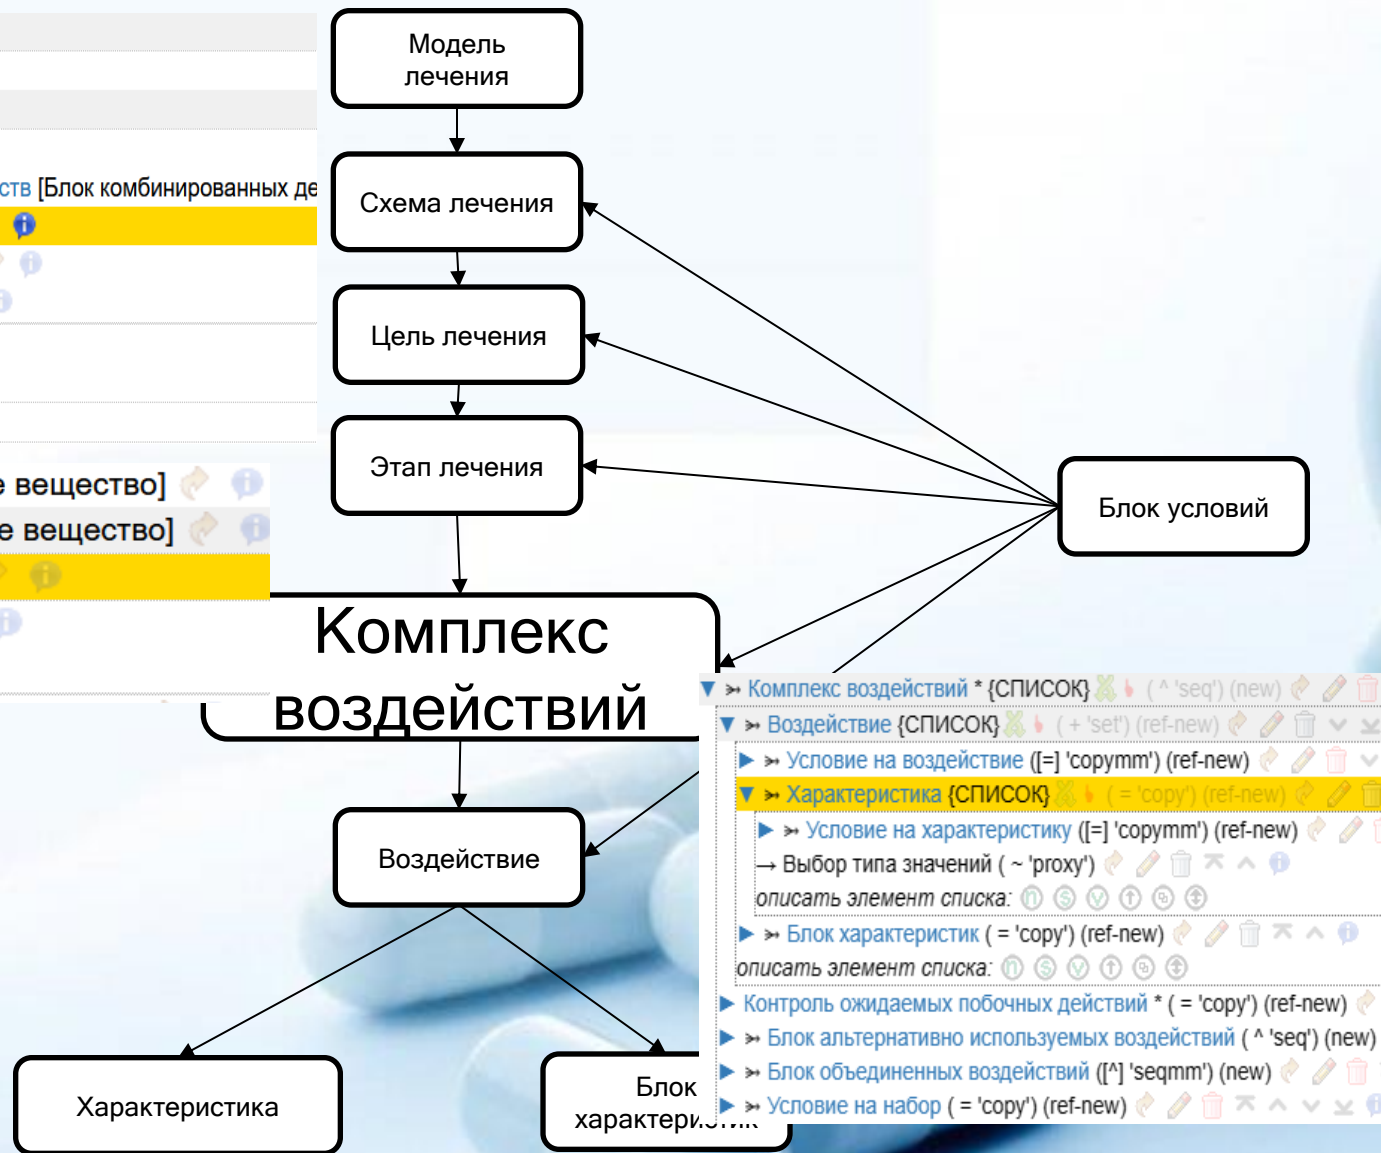 Модель
лечения
Схема лечения
[Блок комбинированных
Цель лечения
Этап лечения
вещество]
вещество]
Блок условий
Комплекс
воздействий
▼ ➳ Комплекс воздействий * {СПИСОК} ( ^ 'seq') (new)
▼ ➳ Воздействие {СПИСОК} ( + 'set') (ref-new)
▶ ➳ Условие на воздействие ([=] 'copymm') (ref-new)
▼ ➳ Характеристика {СПИСОК} ( = 'copy') (ref-new)
▶ ➳ Условие на характеристику ([=] 'copymm') (ref-new)
→ Выбор типа значений ( ~ 'proxy')
описать элемент списка:
▶ ➳ Блок характеристик ( = 'copy') (ref-new)
описать элемент списка:
▶ Контроль ожидаемых побочных действий * ( = 'copy') (ref-new)
▶ ➳ Блок альтернативно используемых воздействий ( ^ 'seq') (new)
▶ ➳ Блок объединенных воздействий ([^] 'seqmm') (new)
▶ ➳ Условие на набор ( = 'copy') (ref-new)
Воздействие
Характеристика
Блок
характеристик